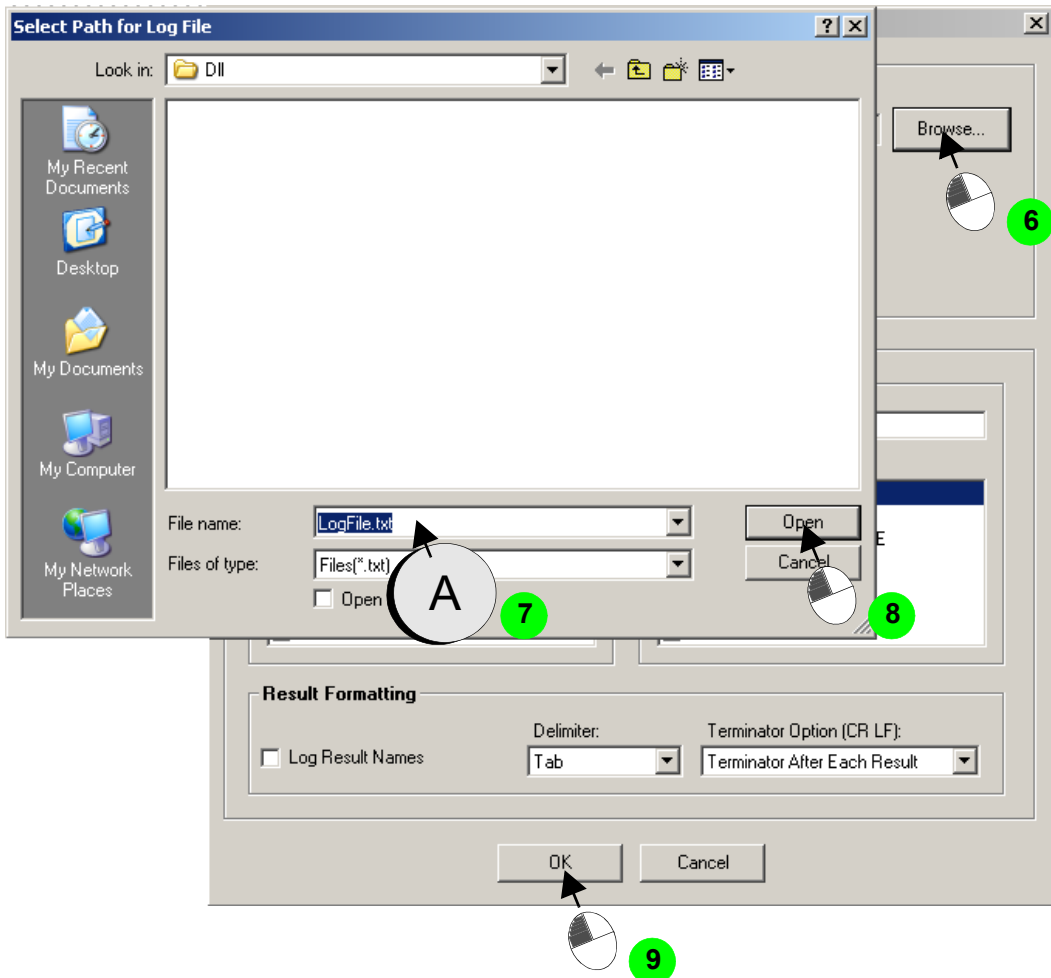 Select Path for Log File
Look in:
Dll
Browse...
6
My Recent
Documents
Desktop
My Documents
My Computer
My Network
Places
File name:
LogFile.txt
Open
Files of type:
Files(*.txt)
Cancel
E
Open
A
7
8
Result Formatting
Log Result Names
Delimiter:
Tab
Terminator Option (CR LF):
Terminator After Each Result
OK
Cancel
9